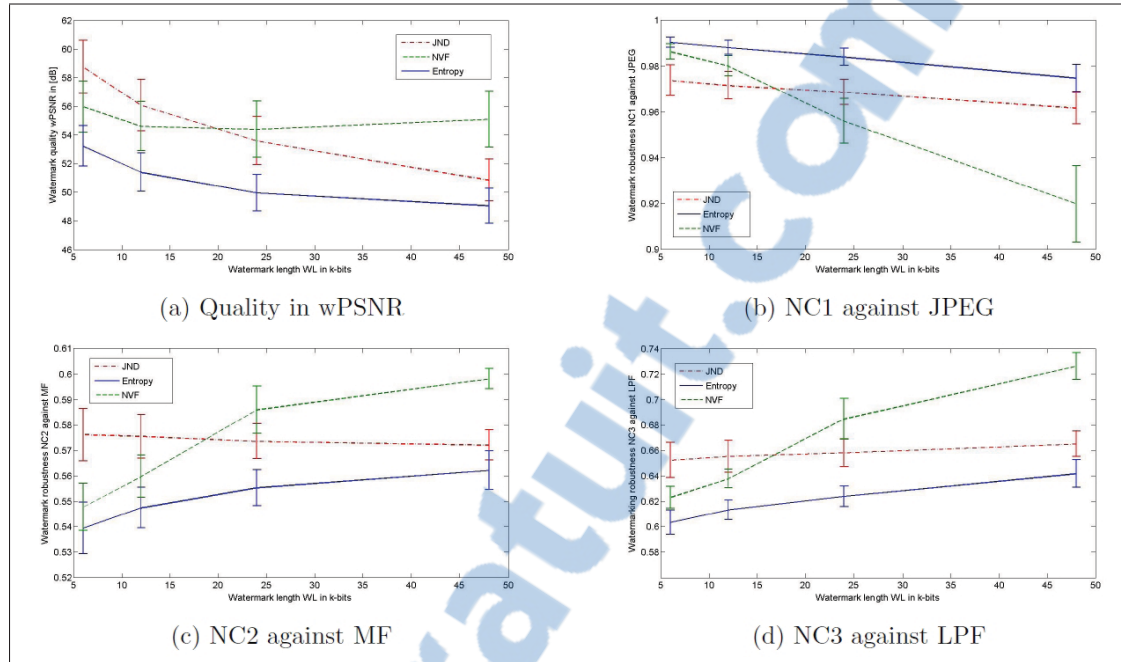 62
60
58
56
54
52
50
48
46
Watermark quality wPSNR in [dB]
JND
NVF
Entropy
5 10 15 20 25 30 35 40 45 50
Watermark length WL in k-bits
(a) Quality in wPSNR
1
0.98
0.96
0.94
0.92
0.9
Watermark robustness NC1 against JPEG
JND
Entropy
NVF
5 10 15 20 25 30 35 40 45 50
Watermark length WL in k-bits
(b) NC1 against JPEG
0.61
0.6
0.59
0.58
0.57
0.56
0.55
0.54
0.53
0.52
Watermark robustness NC2 against MF
JND
Entropy
NVF
5 10 15 20 25 30 35 40 45 50
Watermark length WL in k-bits
(c) NC2 against MF
0.74
0.72
0.7
0.68
0.66
0.64
0.62
0.6
0.58
Watermarking robustness NC3 against LPF
JND
Entropy
NVF
5 10 15 20 25 30 35 40 45 50
Watermark length WL in k-bits
(d) NC3 against LPF
atuit.com